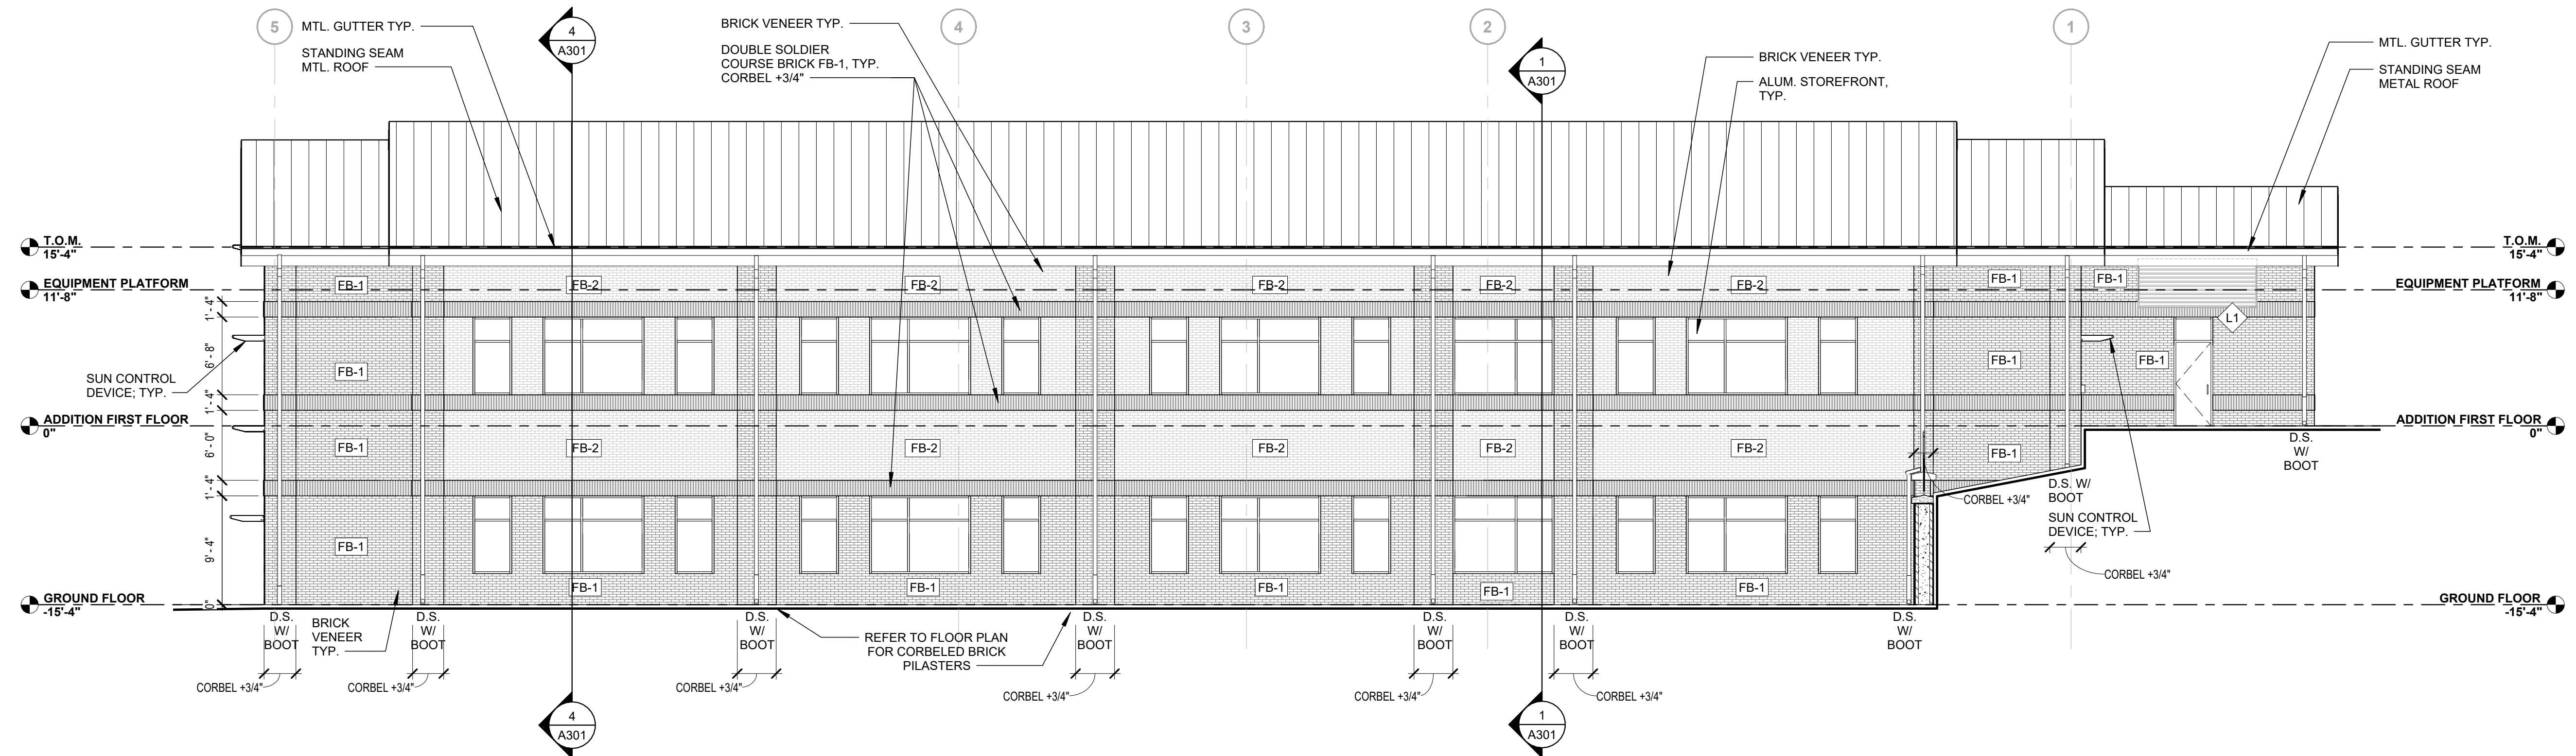 5
4
3
2
1
MTL. GUTTER TYP.
STANDING SEAM
MTL. ROOF
4
A301
BRICK VENEER TYP.
DOUBLE SOLDIER
COURSE BRICK FB-1, TYP.
CORBEL +3/4"
1
A301
BRICK VENEER TYP.
ALUM. STOREFRONT,
TYP.
MTL. GUTTER TYP.
STANDING SEAM
METAL ROOF
T.O.M.
15'-4"
T.O.M.
15'-4"
EQUIPMENT PLATFORM
11'-8"
EQUIPMENT PLATFORM
11'-8"
FB-1
FB-2
FB-2
FB-2
FB-2
FB-2
FB-1
FB-1
1' - 4"
L1
6' - 8"
SUN CONTROL
DEVICE; TYP.
FB-1
FB-1
FB-1
1' - 4"
ADDITION FIRST FLOOR
0"
ADDITION FIRST FLOOR
0"
6' - 0"
FB-1
FB-2
FB-2
FB-2
FB-2
FB-2
FB-1
D.S.
W/
BOOT
1' - 4"
CORBEL +3/4"
D.S. W/
BOOT
SUN CONTROL
DEVICE; TYP.
CORBEL +3/4"
9' - 4"
FB-1
FB-1
FB-1
FB-1
FB-1
FB-1
0"
GROUND FLOOR
-15'-4"
GROUND FLOOR
-15'-4"
D.S.
W/
BOOT
BRICK
VENEER
TYP.
D.S.
W/
BOOT
D.S.
W/
BOOT
REFER TO FLOOR PLAN
FOR CORBELED BRICK
PILASTERS
D.S.
W/
BOOT
D.S.
W/
BOOT
D.S.
W/
BOOT
D.S.
W/
BOOT
CORBEL +3/4"
CORBEL +3/4"
CORBEL +3/4"
CORBEL +3/4"
CORBEL +3/4"
CORBEL +3/4"
4
A301
1
A301